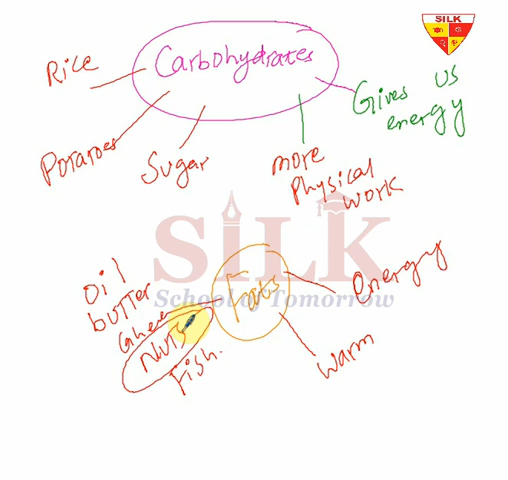 SILK
Carbohydrates
Rice
Potatoes
Sugar
more
Physical
work
Gives us
energy
SILK
School of Tomorrow
Fats
energy
warm
Oil
butter
Ghee
Nuts
Fish.